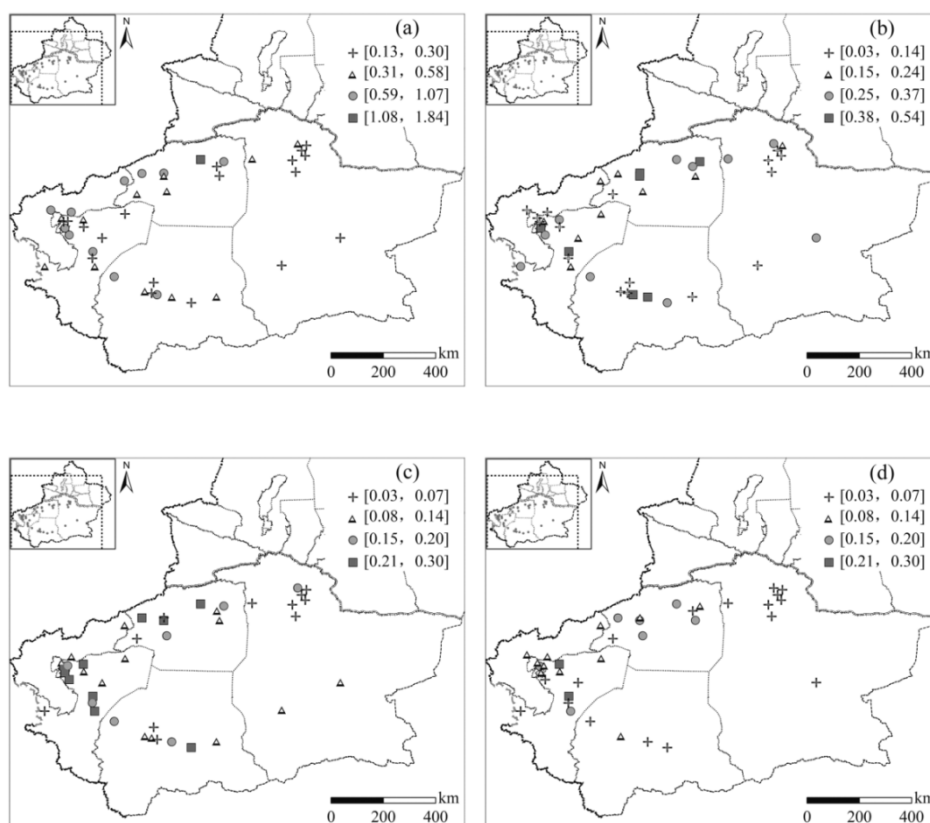 N
(a)
[0.13, 0.30]
[0.31, 0.58]
[0.59, 1.07]
[1.08, 1.84]
km
0 200 400
N
(b)
[0.03, 0.14]
[0.15, 0.24]
[0.25, 0.37]
[0.38, 0.54]
km
0 200 400
N
(c)
[0.03, 0.07]
[0.08, 0.14]
[0.15, 0.20]
[0.21, 0.30]
km
0 200 400
N
(d)
[0.03, 0.07]
[0.08, 0.14]
[0.15, 0.20]
[0.21, 0.30]
km
0 200 400